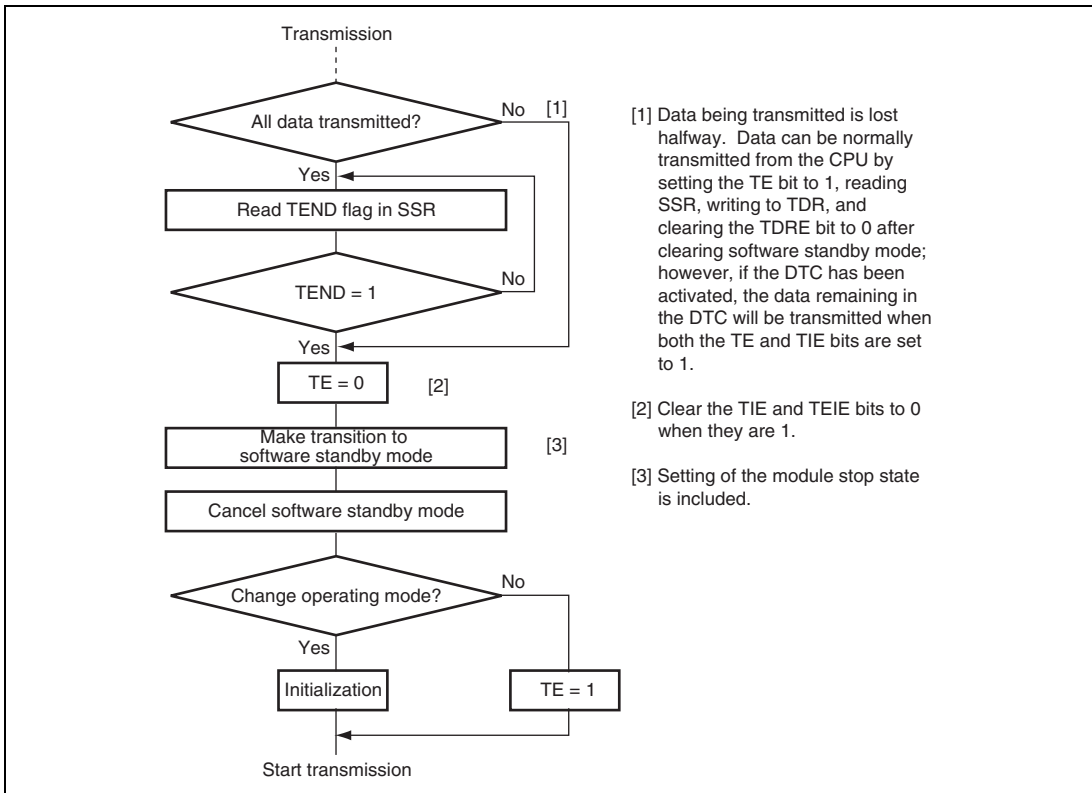 Transmission
All data transmitted?
No
[1]
Yes
Read TEND flag in SSR
TEND = 1
No
Yes
TE = 0
[2]
Make transition to
software standby mode
[3]
Cancel software standby mode
Change operating mode?
No
Yes
Initialization
TE = 1
Start transmission
[1] Data being transmitted is lost
halfway. Data can be normally
transmitted from the CPU by
setting the TE bit to 1, reading
SSR, writing to TDR, and
clearing the TDRE bit to 0 after
clearing software standby mode;
however, if the DTC has been
activated, the data remaining in
the DTC will be transmitted when
both the TE and TIE bits are set
to 1.
[2] Clear the TIE and TEIE bits to 0
when they are 1.
[3] Setting of the module stop state
is included.